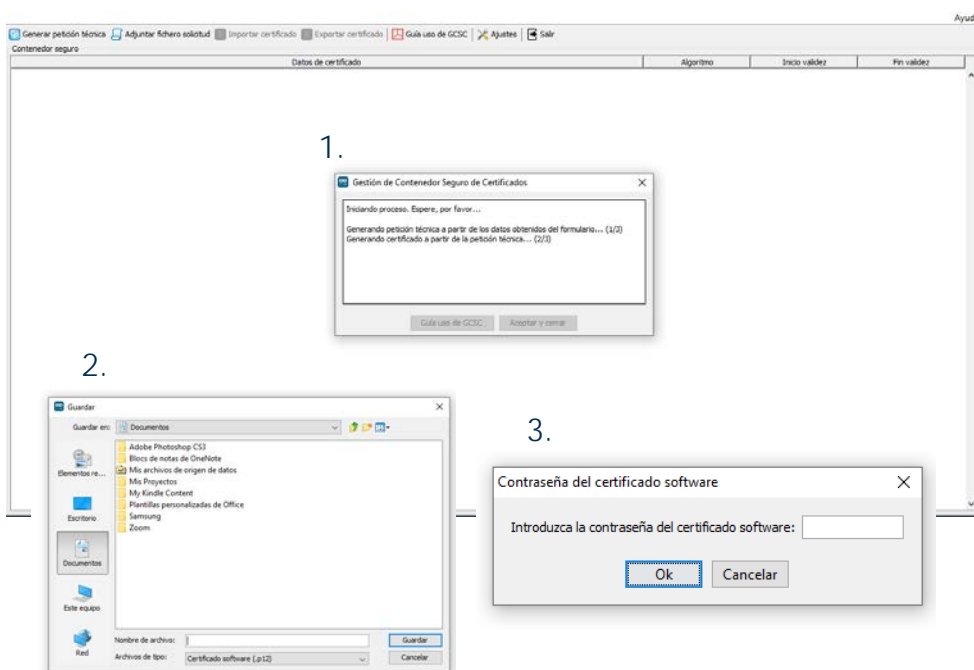 Ayud
Generar petición técnica Adjuntar fichero solicitud Importar certificado Exportar certificado Guía uso de GCSC Ajustes Salir
Contenedor seguro
Datos de certificado Algoritmo Inicio validez Fin validez
1.
Gestión de Contenedor Seguro de Certificados
Iniciando proceso. Espere, por favor...
Generando petición técnica a partir de los datos obtenidos del formulario... (1/3)
Generando certificado a partir de la petición técnica... (2/3)
Guía uso de GCSC Aceptar y cerrar
2.
Guardar
Guardar en: Documentos
Adobe Photoshop CS3
Blocs de notas de OneNote
Mis archivos de origen de datos
Mis Proyectos
My Kindle Content
Plantillas personalizadas de Office
Samsung
Zoom
Elementos re...
Escritorio
Documentos
Este equipo
Red
Nombre de archivo: Guardar
Archivos de tipo: Certificado software (.p12) Cancelar
3.
Contraseña del certificado software
Introduzca la contraseña del certificado software:
Ok Cancelar